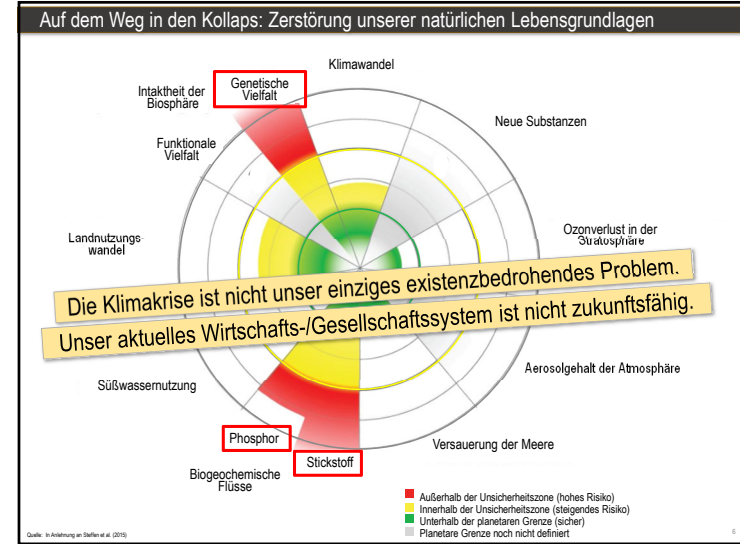 Auf dem Weg in den Kollaps: Zerstörung unserer natürlichen Lebensgrundlagen
Klimawandel
Genetische
Vielfalt
Intaktheit der
Biosphäre
Neue Substanzen
Funktionale
Vielfalt
Landnutzungs-
wandel
Ozonverlust in der
Stratosphäre
Die Klimakrise ist nicht unser einziges existenzbedrohendes Problem.
Unser aktuelles Wirtschafts-/Gesellschaftssystem ist nicht zukunftsfähig.
Aerosolgehalt der Atmosphäre
Süßwassernutzung
Phosphor
Versauerung der Meere
Stickstoff
Biogeochemische
Flüsse
Außerhalb der Unsicherheitszone (hohes Risiko)
Innerhalb der Unsicherheitszone (steigendes Risiko)
Unterhalb der planetaren Grenze (sicher)
Planetare Grenze noch nicht definiert
Quelle: In Anlehnung an Steffen et al. (2015)
6